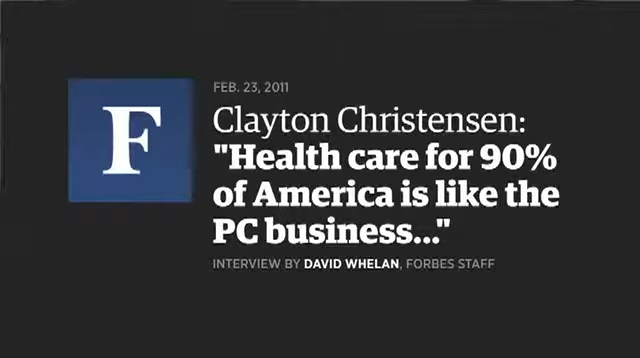 F
FEB. 23, 2011
Clayton Christensen:
"Health care for 90%
of America is like the
PC business..."
INTERVIEW BY DAVID WHELAN, FORBES STAFF